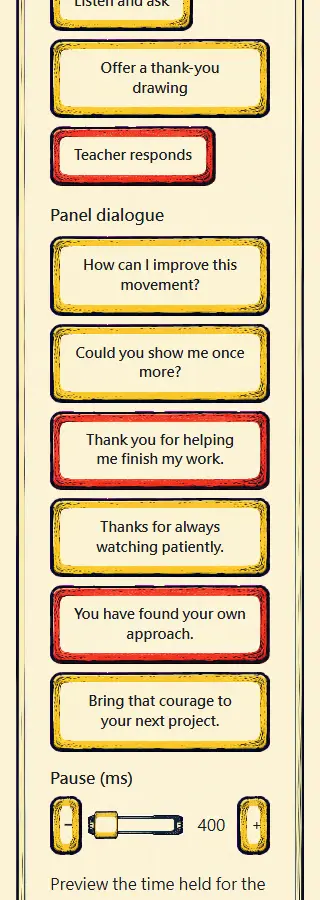 Listen and ask
Offer a thank-you
drawing
Teacher responds
Panel dialogue
How can I improve this
movement?
Could you show me once
more?
Thank you for helping
me finish my work.
Thanks for always
watching patiently.
You have found your own
approach.
Bring that courage to
your next project.
Pause (ms)
− 400 +
Preview the time held for the